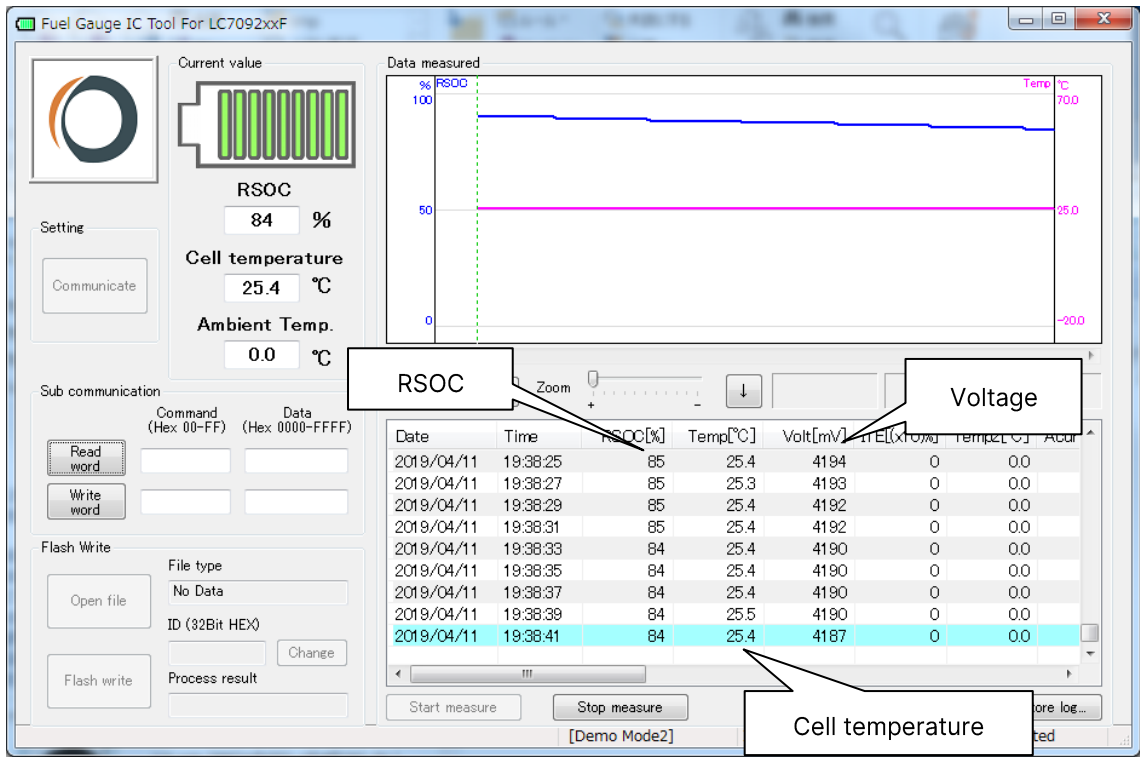 Fuel Gauge IC Tool For LC7092xxF
Current value
RSOC
84 %
Cell temperature
25.4 ℃
Ambient Temp.
0.0 ℃
Setting
Communicate
Sub communication
Command Data
(Hex 00-FF) (Hex 0000-FFFF)
Read
word
Write
word
Flash Write
Open file
File type
No Data
ID (32Bit HEX)
Change
Flash write
Process result
Data measured
% RSOC Temp ℃
100 70.0
50 25.0
0 -20.0
RSOC
Zoom
+ -
↓
Voltage
Date Time RSOC[%] Temp[℃] Volt[mV] ITE[(x10)%] Temp2[℃]
2019/04/11 19:38:25 85 25.4 4194 0 0.0
2019/04/11 19:38:27 85 25.3 4193 0 0.0
2019/04/11 19:38:29 85 25.4 4192 0 0.0
2019/04/11 19:38:31 85 25.4 4192 0 0.0
2019/04/11 19:38:33 84 25.4 4190 0 0.0
2019/04/11 19:38:35 84 25.4 4190 0 0.0
2019/04/11 19:38:37 84 25.4 4190 0 0.0
2019/04/11 19:38:39 84 25.5 4190 0 0.0
2019/04/11 19:38:41 84 25.4 4187 0 0.0
Cell temperature
Start measure Stop measure ore log...
[Demo Mode2] ted